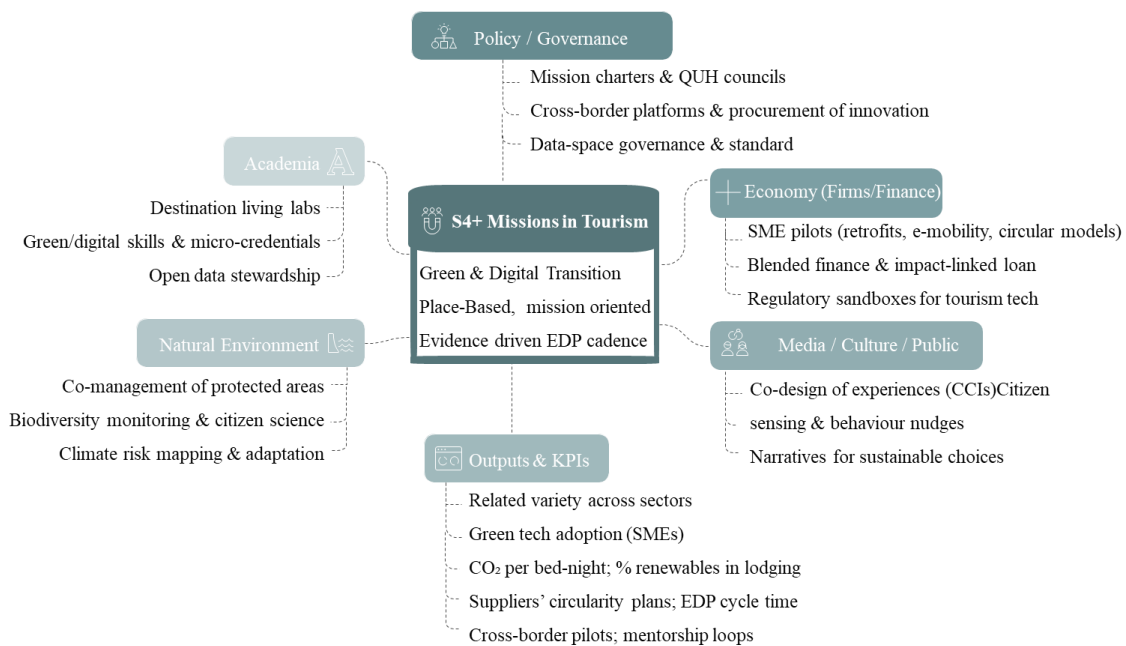 Policy / Governance
Mission charters & QUH councils
Cross-border platforms & procurement of innovation
Data-space governance & standard
Academia
Destination living labs
Green/digital skills & micro-credentials
Open data stewardship
S4+ Missions in Tourism
Green & Digital Transition
Place-Based, mission oriented
Evidence driven EDP cadence
Economy (Firms/Finance)
SME pilots (retrofits, e-mobility, circular models)
Blended finance & impact-linked loan
Regulatory sandboxes for tourism tech
Natural Environment
Co-management of protected areas
Biodiversity monitoring & citizen science
Climate risk mapping & adaptation
Media / Culture / Public
Co-design of experiences (CCIs)Citizen
sensing & behaviour nudges
Narratives for sustainable choices
Outputs & KPIs
Related variety across sectors
Green tech adoption (SMEs)
CO₂ per bed-night; % renewables in lodging
Suppliers’ circularity plans; EDP cycle time
Cross-border pilots; mentorship loops